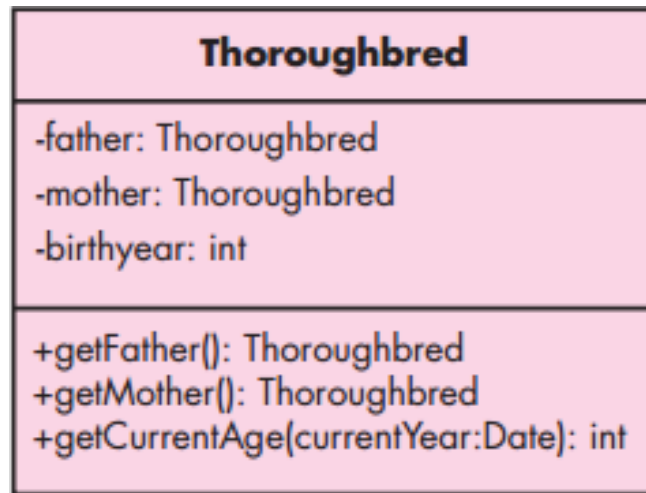 Thoroughbred
-father: Thoroughbred
-mother: Thoroughbred
-birthyear: int
+getFather(): Thoroughbred
+getMother(): Thoroughbred
+getCurrentAge(currentYear:Date): int